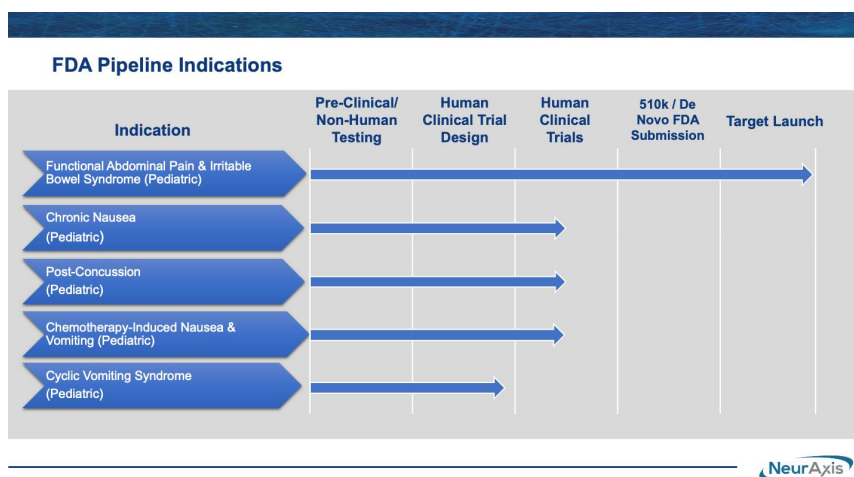 FDA Pipeline Indications
Indication
Pre-Clinical/
Non-Human
Testing
Human
Clinical Trial
Design
Human
Clinical
Trials
510k / De
Novo FDA
Submission
Target Launch
Functional Abdominal Pain & Irritable
Bowel Syndrome (Pediatric)
Chronic Nausea
(Pediatric)
Post-Concussion
(Pediatric)
Chemotherapy-Induced Nausea &
Vomiting (Pediatric)
Cyclic Vomiting Syndrome
(Pediatric)
NeurAxis